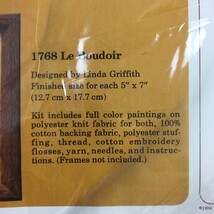 1768 Le Boudoir
Designed by Linda Griffith
Finished size for each 5" x 7"
(12.7 cm x 17.7 cm)
Kit includes full color paintings on
polyester knit fabric for both, 100%
cotton backing fabric, polyester stuf-
fing, thread, cotton embroidery
flosses, yarn, needles, and instruc-
tions. (Frames not included.)